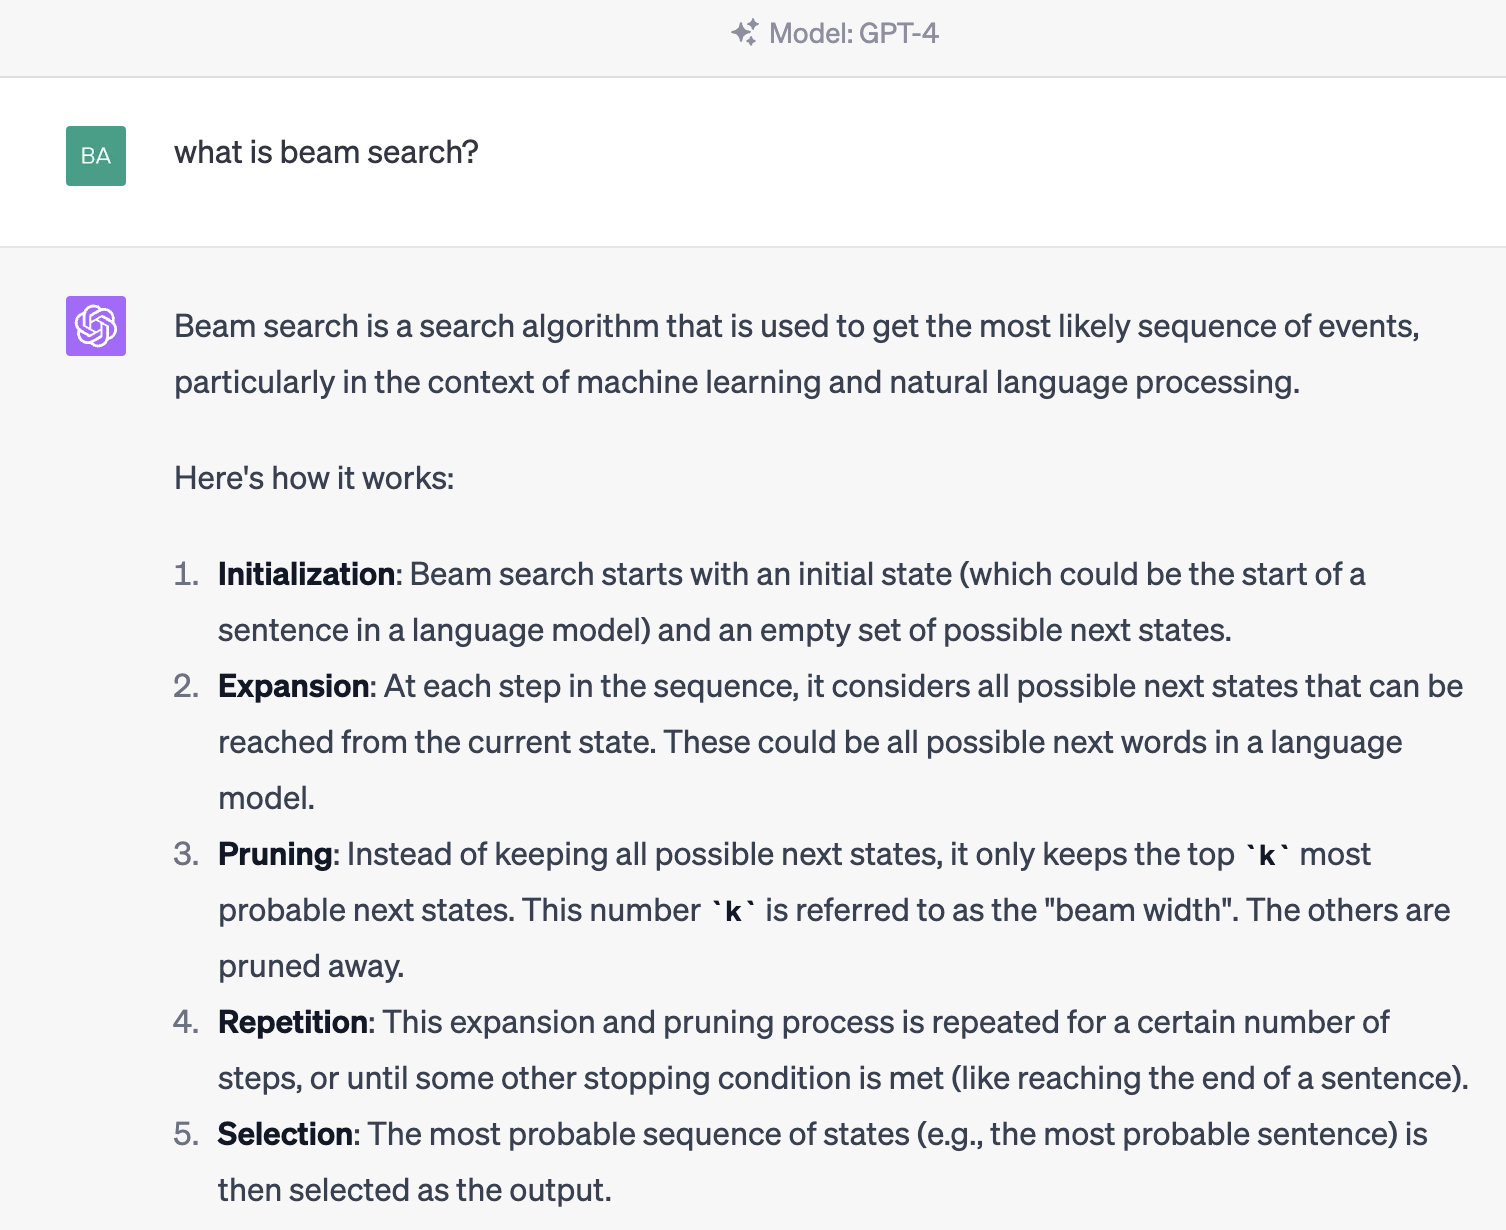 Model: GPT-4
BA
what is beam search?
Beam search is a search algorithm that is used to get the most likely sequence of events,
particularly in the context of machine learning and natural language processing.
Here's how it works:
1. Initialization: Beam search starts with an initial state (which could be the start of a
sentence in a language model) and an empty set of possible next states.
2. Expansion: At each step in the sequence, it considers all possible next states that can be
reached from the current state. These could be all possible next words in a language
model.
3. Pruning: Instead of keeping all possible next states, it only keeps the top `k` most
probable next states. This number `k` is referred to as the "beam width". The others are
pruned away.
4. Repetition: This expansion and pruning process is repeated for a certain number of
steps, or until some other stopping condition is met (like reaching the end of a sentence).
5. Selection: The most probable sequence of states (e.g., the most probable sentence) is
then selected as the output.